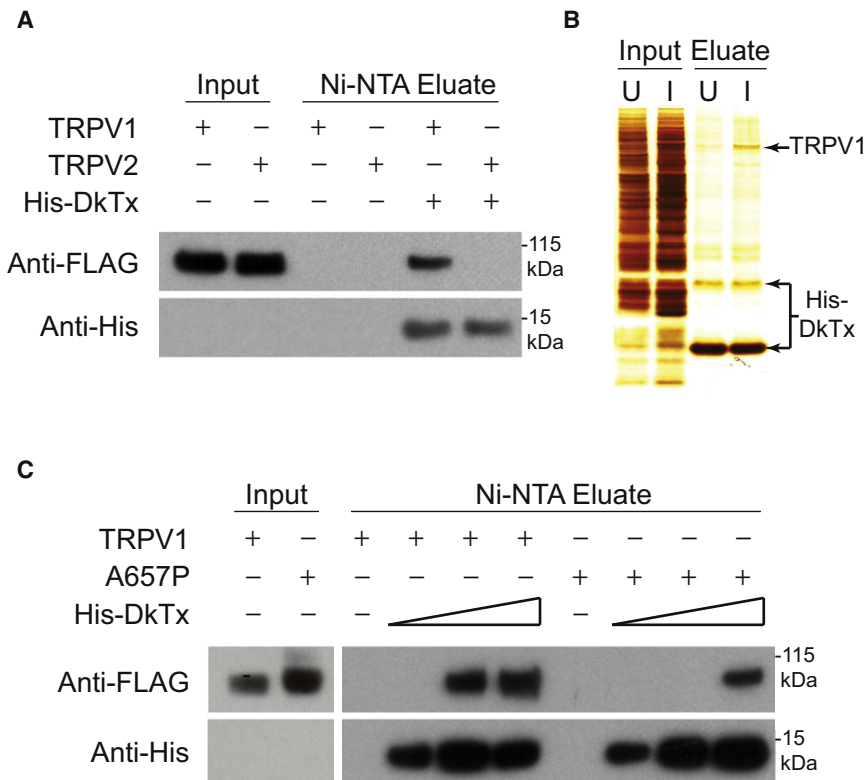 A
Input Ni-NTA Eluate
TRPV1 + − + − + −
TRPV2 − + − + − +
His-DkTx − − − − + +
Anti-FLAG -115 kDa
Anti-His -15 kDa
B
Input Eluate
U I U I
TRPV1
His-DkTx
C
Input Ni-NTA Eluate
TRPV1 + − + + + + − − − −
A657P − + − − − − + + + +
His-DkTx − − − −
Anti-FLAG -115 kDa
Anti-His -15 kDa